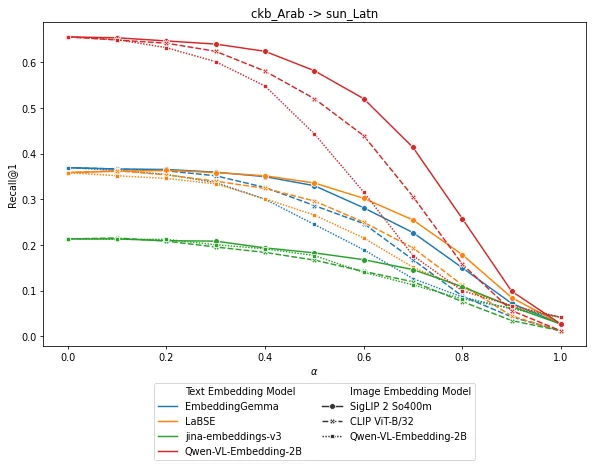 ckb_Arab -> sun_Latn
Recall@1
0.6
0.5
0.4
0.3
0.2
0.1
0.0
0.0 0.2 0.4 0.6 0.8 1.0
α
Text Embedding Model
EmbeddingGemma
LaBSE
jina-embeddings-v3
Qwen-VL-Embedding-2B
Image Embedding Model
SigLIP 2 So400m
CLIP ViT-B/32
Qwen-VL-Embedding-2B